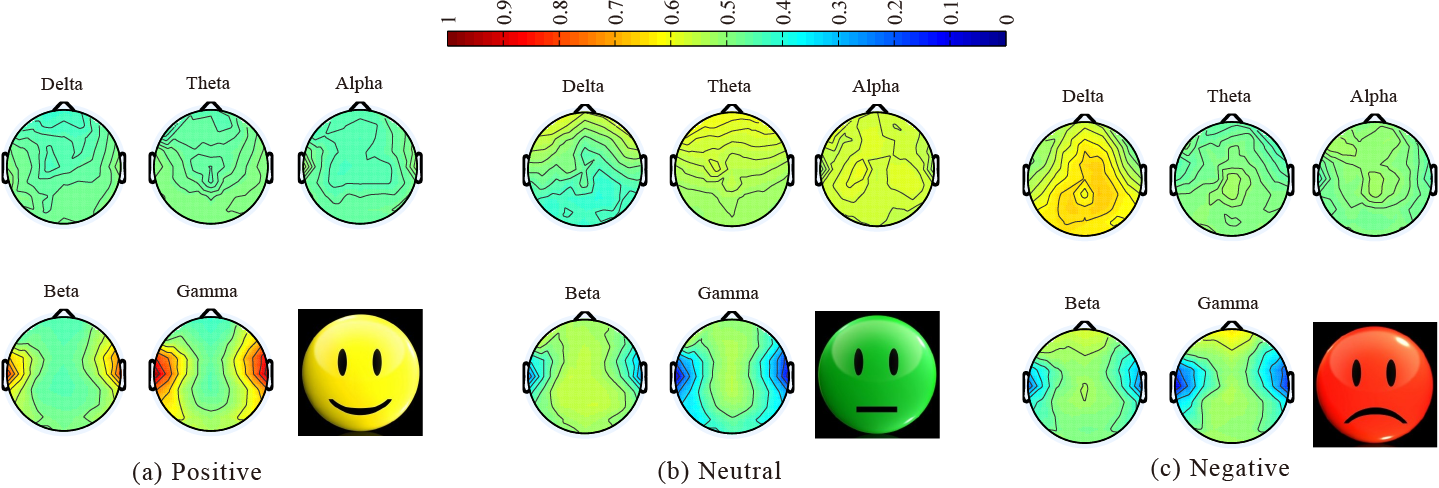 1 0.9 0.8 0.7 0.6 0.5 0.4 0.3 0.2 0.1 0
Delta Theta Alpha
Beta Gamma
(a) Positive
Delta Theta Alpha
Beta Gamma
(b) Neutral
Delta Theta Alpha
Beta Gamma
(c) Negative